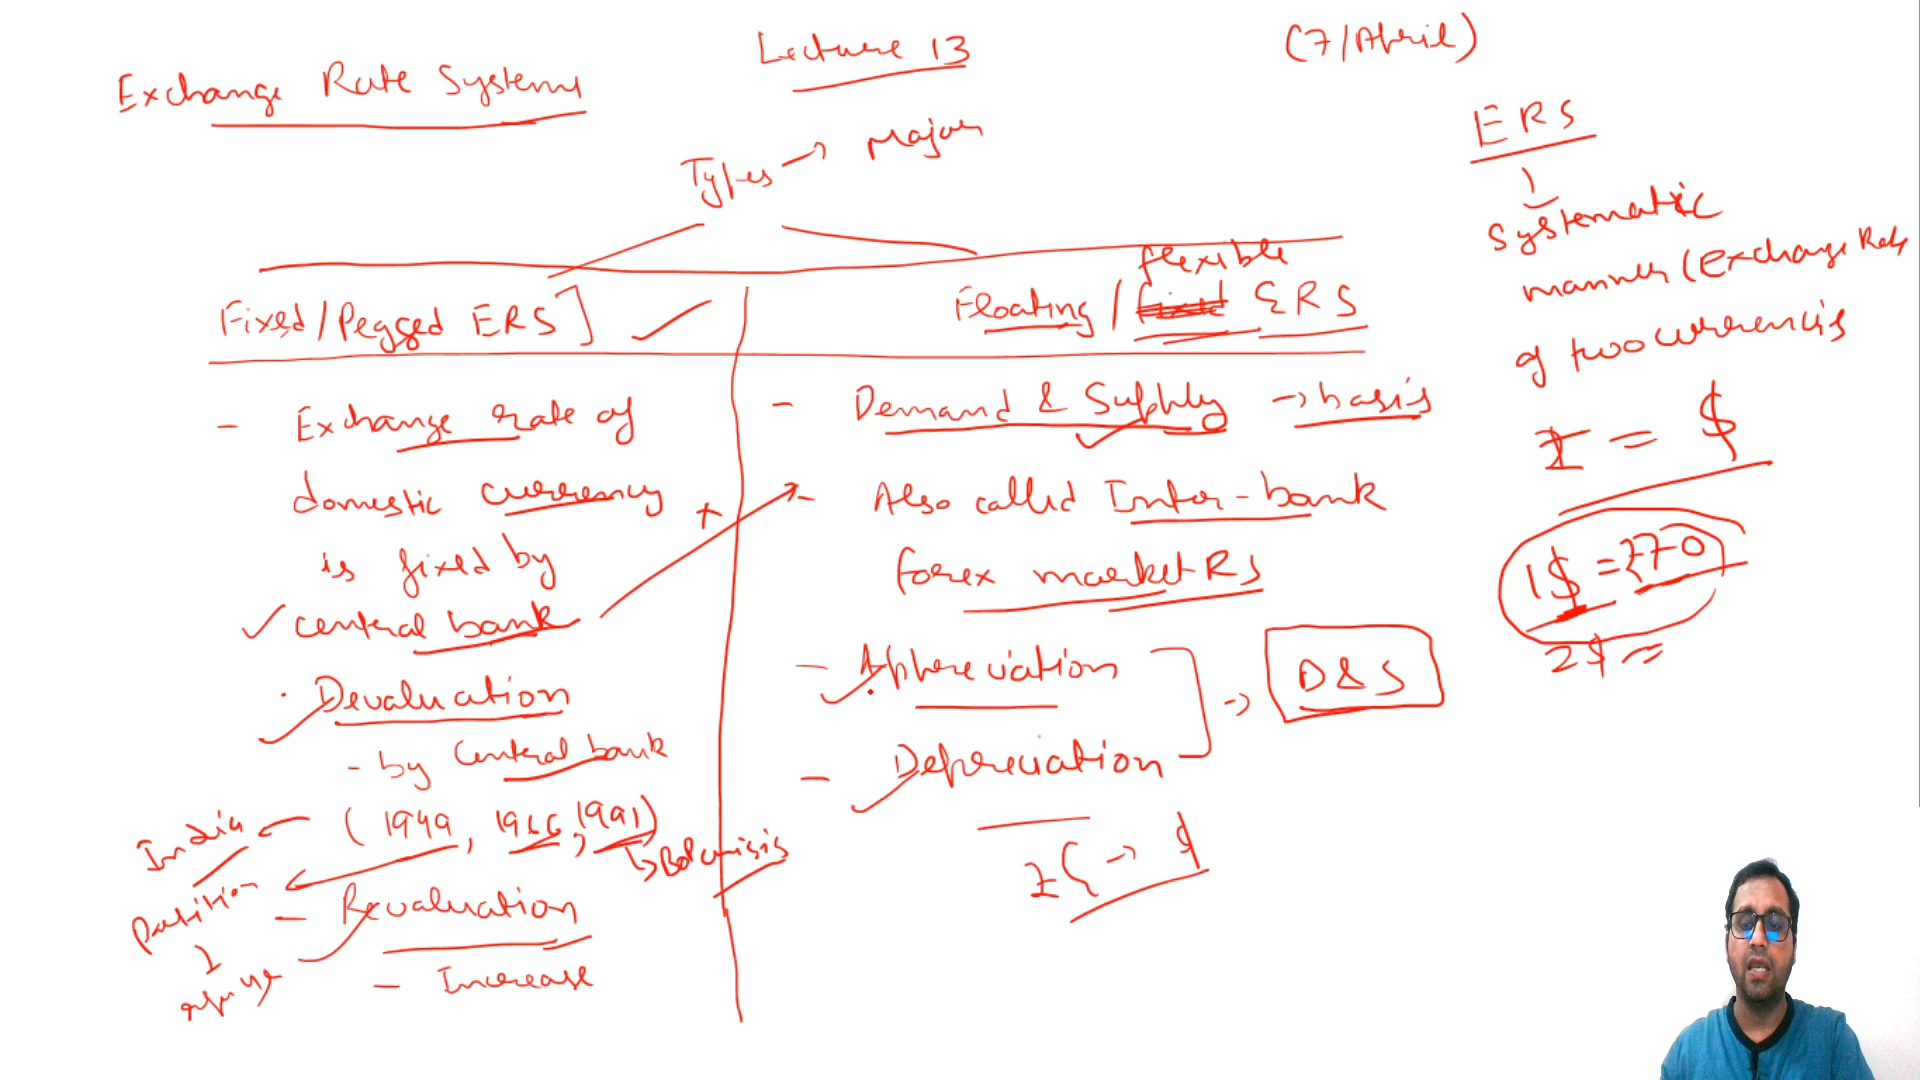 Lecture 13
(7/April)
Exchange Rate Systems
Types → Major
Fixed/Pegged ERS]
- Exchange rate of
domestic currency
is fixed by
central bank
. Devaluation
- by Central bank
India ← (1949, 1966, 1991)
↳ BoP crisis
Partition
- Revaluation
- Increase
flexible
Floating / fixed ERS
- Demand & Supply → basis
- Also called Inter-bank
forex market RS
- Appreciation
- Depreciation
→ D & S
₹ { → $
ERS
Systematic
manner (Exchange Rate
of two currencies
₹ = $
1$ = ₹70
2$ =